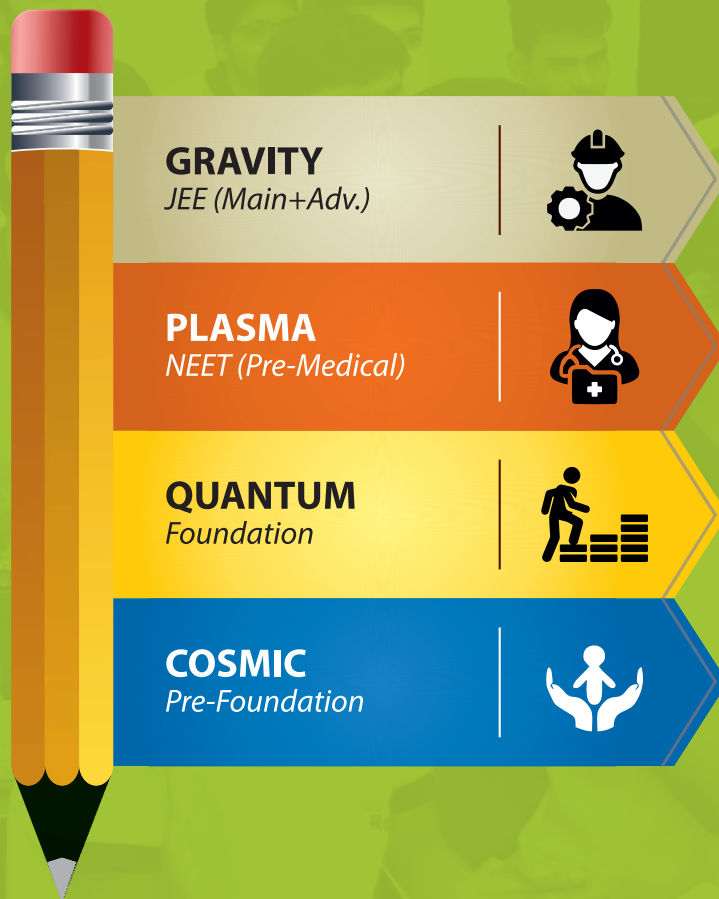 GRAVITY
JEE (Main+Adv.)
PLASMA
NEET (Pre-Medical)
QUANTUM
Foundation
COSMIC
Pre-Foundation